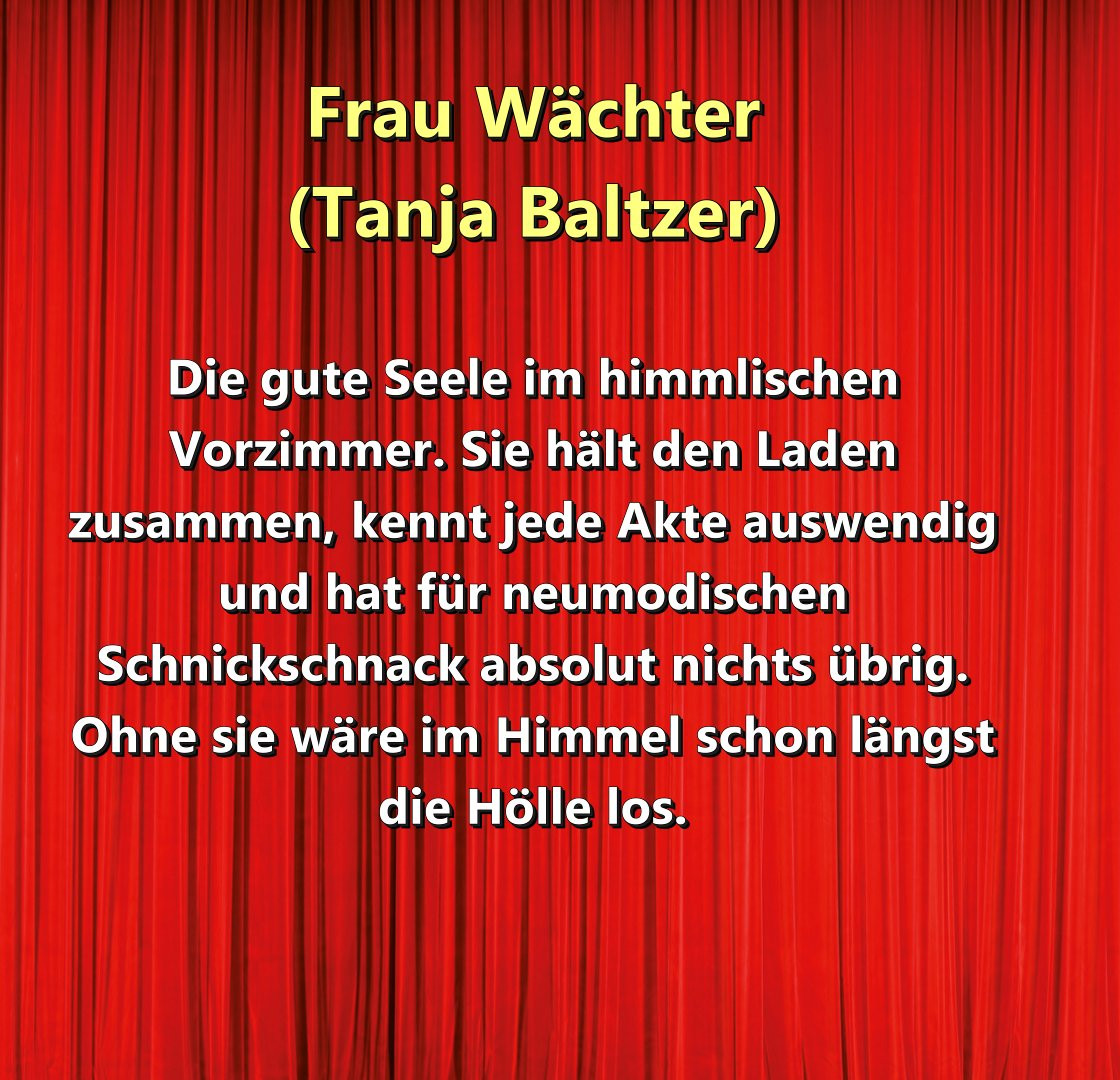 Frau Wächter
(Tanja Baltzer)
Die gute Seele im himmlischen
Vorzimmer. Sie hält den Laden
zusammen, kennt jede Akte auswendig
und hat für neumodischen
Schnickschnack absolut nichts übrig.
Ohne sie wäre im Himmel schon längst
die Hölle los.